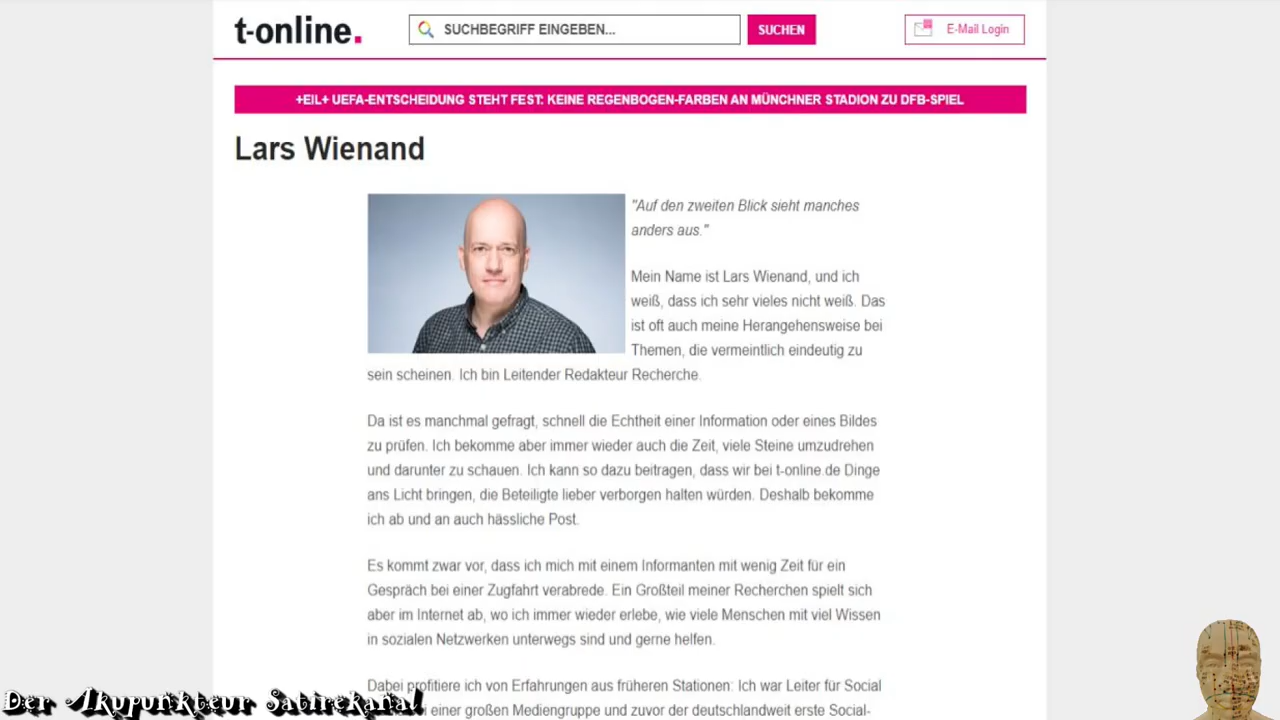 t-online.
SUCHBEGRIFF EINGEBEN...
SUCHEN
E-Mail Login
+EIL+ UEFA-ENTSCHEIDUNG STEHT FEST: KEINE REGENBOGEN-FARBEN AN MÜNCHNER STADION ZU DFB-SPIEL
Lars Wienand
"Auf den zweiten Blick sieht manches
anders aus."
Mein Name ist Lars Wienand, und ich
weiß, dass ich sehr vieles nicht weiß. Das
ist oft auch meine Herangehensweise bei
Themen, die vermeintlich eindeutig zu
sein scheinen. Ich bin Leitender Redakteur Recherche.
Da ist es manchmal gefragt, schnell die Echtheit einer Information oder eines Bildes
zu prüfen. Ich bekomme aber immer wieder auch die Zeit, viele Steine umzudrehen
und darunter zu schauen. Ich kann so dazu beitragen, dass wir bei t-online.de Dinge
ans Licht bringen, die Beteiligte lieber verborgen halten würden. Deshalb bekomme
ich ab und an auch hässliche Post.
Es kommt zwar vor, dass ich mich mit einem Informanten mit wenig Zeit für ein
Gespräch bei einer Zugfahrt verabrede. Ein Großteil meiner Recherchen spielt sich
aber im Internet ab, wo ich immer wieder erlebe, wie viele Menschen mit viel Wissen
in sozialen Netzwerken unterwegs sind und gerne helfen.
Dabei profitiere ich von Erfahrungen aus früheren Stationen: Ich war Leiter für Social
einer großen Mediengruppe und zuvor der deutschlandweit erste Social-
Der Akupunkteur Satirekanal